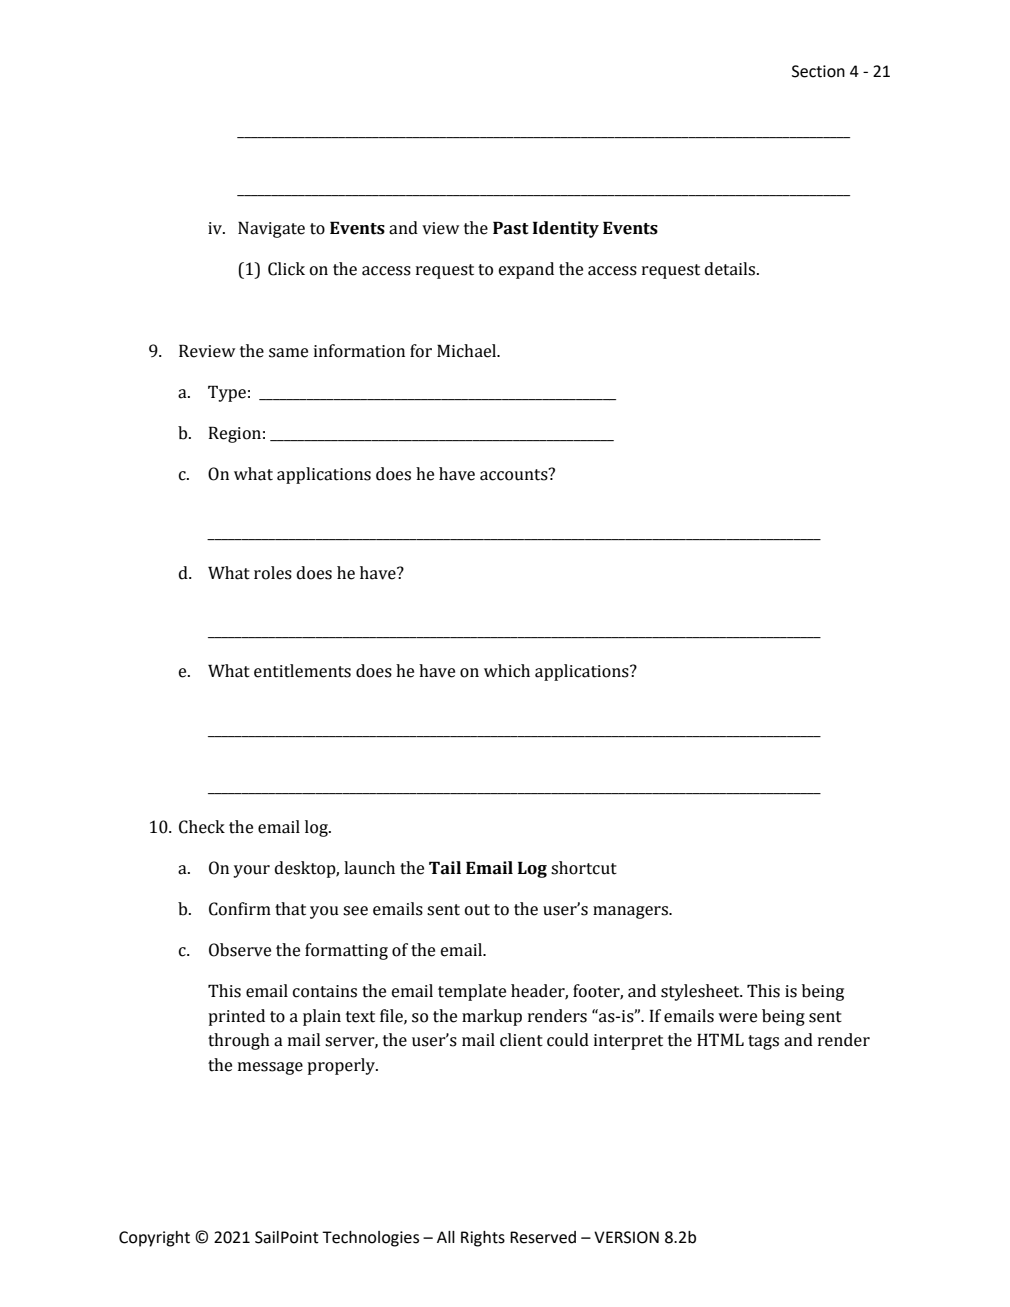 Section 4 - 21
iv. Navigate to Events and view the Past Identity Events
(1) Click on the access request to expand the access request details.
9. Review the same information for Michael.
a. Type: ___________________________________________
b. Region: _________________________________________
c. On what applications does he have accounts?
d. What roles does he have?
e. What entitlements does he have on which applications?
10. Check the email log.
a. On your desktop, launch the Tail Email Log shortcut
b. Confirm that you see emails sent out to the user’s managers.
c. Observe the formatting of the email.
This email contains the email template header, footer, and stylesheet. This is being
printed to a plain text file, so the markup renders “as-is”. If emails were being sent
through a mail server, the user’s mail client could interpret the HTML tags and render
the message properly.
Copyright © 2021 SailPoint Technologies – All Rights Reserved – VERSION 8.2b